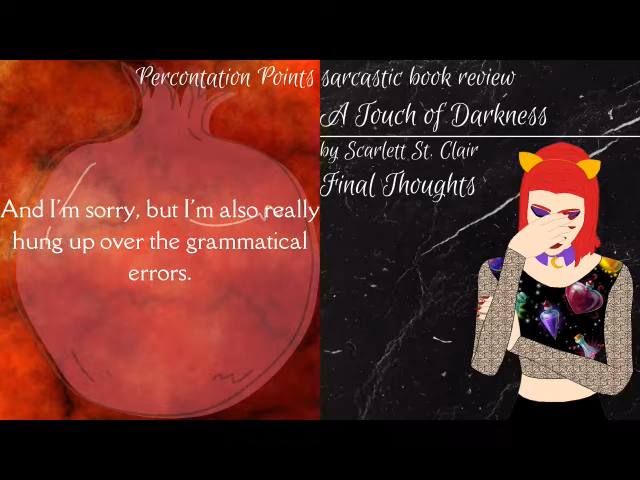 Percontation Points sarcastic book review
A Touch of Darkness
by Scarlett St. Clair
Final Thoughts
And I'm sorry, but I'm also really
hung up over the grammatical
errors.